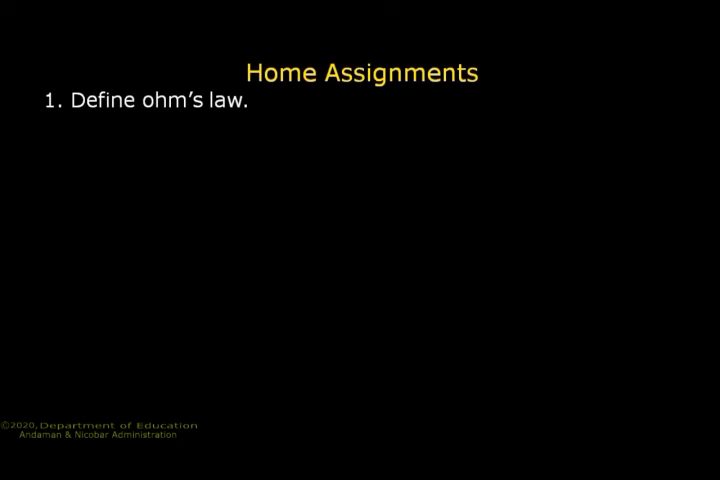 Home Assignments
1. Define ohm’s law.
©2020, Department of Education
Andaman & Nicobar Administration